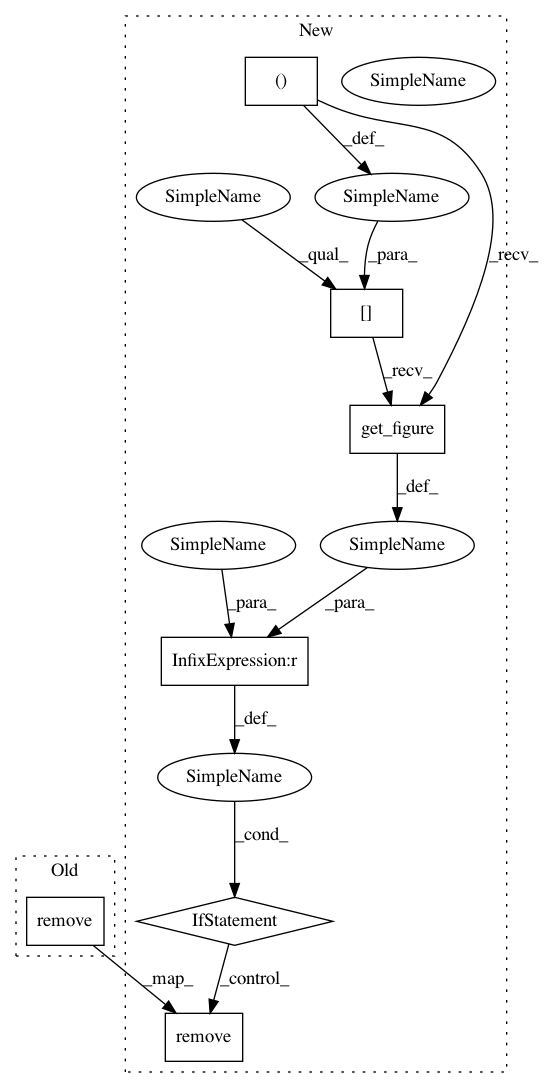 New
()
SimpleName
_def_
SimpleName
SimpleName
_qual_
_para_
_recv_
[]
_recv_
get_figure
_def_
SimpleName
SimpleName
_para_
_para_
InfixExpression:r
_def_
SimpleName
_cond_
Old
remove
IfStatement
_map_
_control_
remove